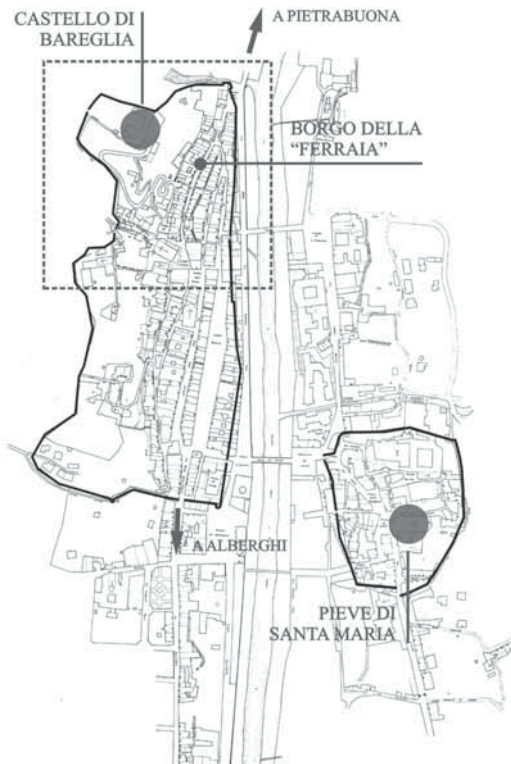 CASTELLO DI
BAREGLIA
A PIETRABUONA
BORGO DELLA
“FERRAIA”
A ALBERGHI
PIEVE DI
SANTA MARIA